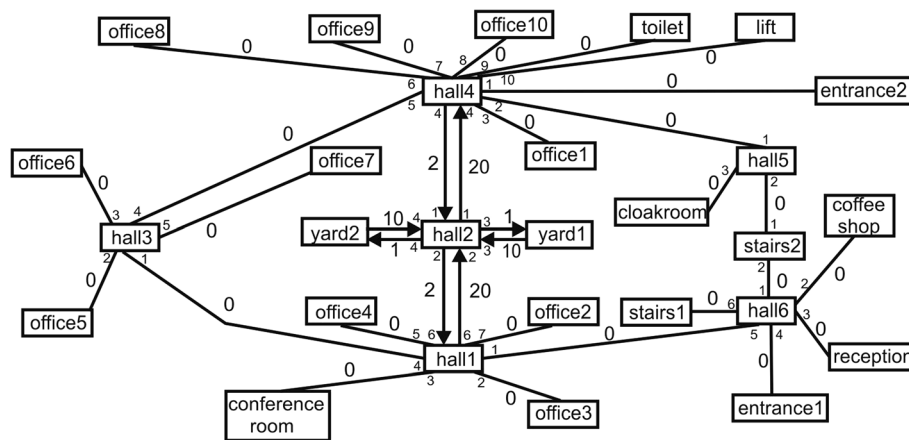 office8
office9
office10
toilet
lift
0
0
0
0
0
7
8
9
10
6
5
hall4
1
2
3
4
4
0
entrance2
0
0
office1
0
office6
0
office7
2
20
1
hall5
3
2
0
cloakroom
0
coffee
shop
3
4
5
hall3
2
1
0
yard2
10
1
4
4
1
1
hall2
2
2
3
3
1
10
yard1
1
stairs2
2
0
0
office5
0
0
2
20
office4
0
office2
0
stairs1
0
6
1
hall6
2
3
5
4
0
5
6
6
7
4
hall1
1
3
2
0
0
conference
room
0
office3
0
entrance1
reception